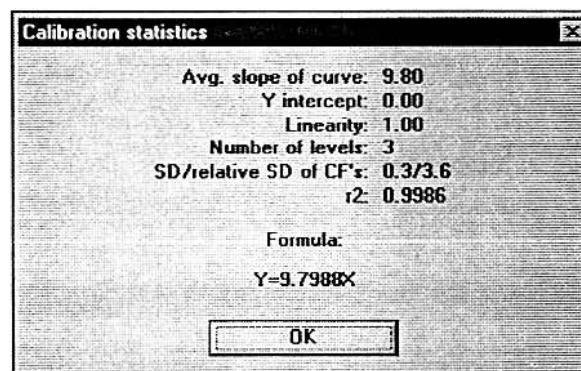 Calibration statistics
Avg. slope of curve: 9.80
Y intercept: 0.00
Linearity: 1.00
Number of levels: 3
SD/relative SD of CF's: 0.3/3.6
r2: 0.9986
Formula:
Y=9.7988X
OK